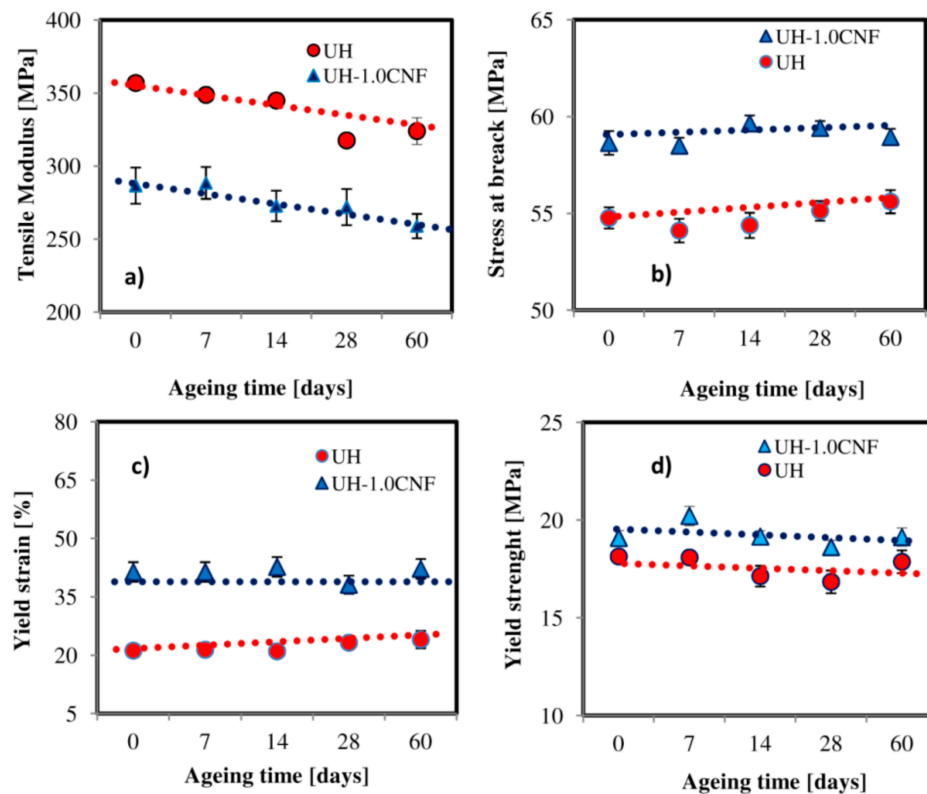 400
350
300
250
200
Tensile Modulus [MPa]
UH
UH-1.0CNF
a)
0 7 14 28 60
Ageing time [days]
65
60
55
50
Stress at breack [MPa]
UH-1.0CNF
UH
b)
0 7 14 28 60
Ageing time [days]
80
65
50
35
20
5
Yield strain [%]
c)
UH
UH-1.0CNF
0 7 14 28 60
Ageing time [days]
25
20
15
10
Yield strenght [MPa]
d)
UH-1.0CNF
UH
0 7 14 28 60
Ageing time [days]